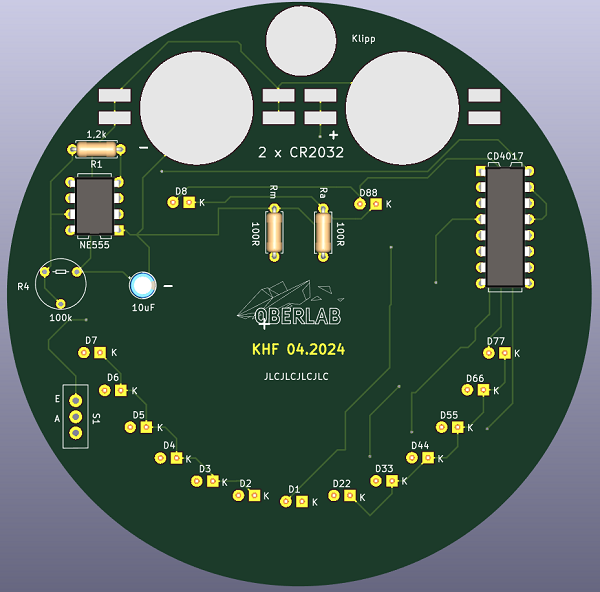 Klipp
+
1.2k
−
R1
2 x CR2032
CD4017
D8
K
Rm
Ra
D88
K
100R
100R
NE555
R4
100k
10uF
−
OBERLAB
+
KHF 04.2024
JLCJLCJLCJLC
D7
K
D77
K
D6
K
D66
K
E
A
S1
D5
K
D55
K
D4
K
D44
K
D3
K
D33
K
D2
K
D1
K
D22
K